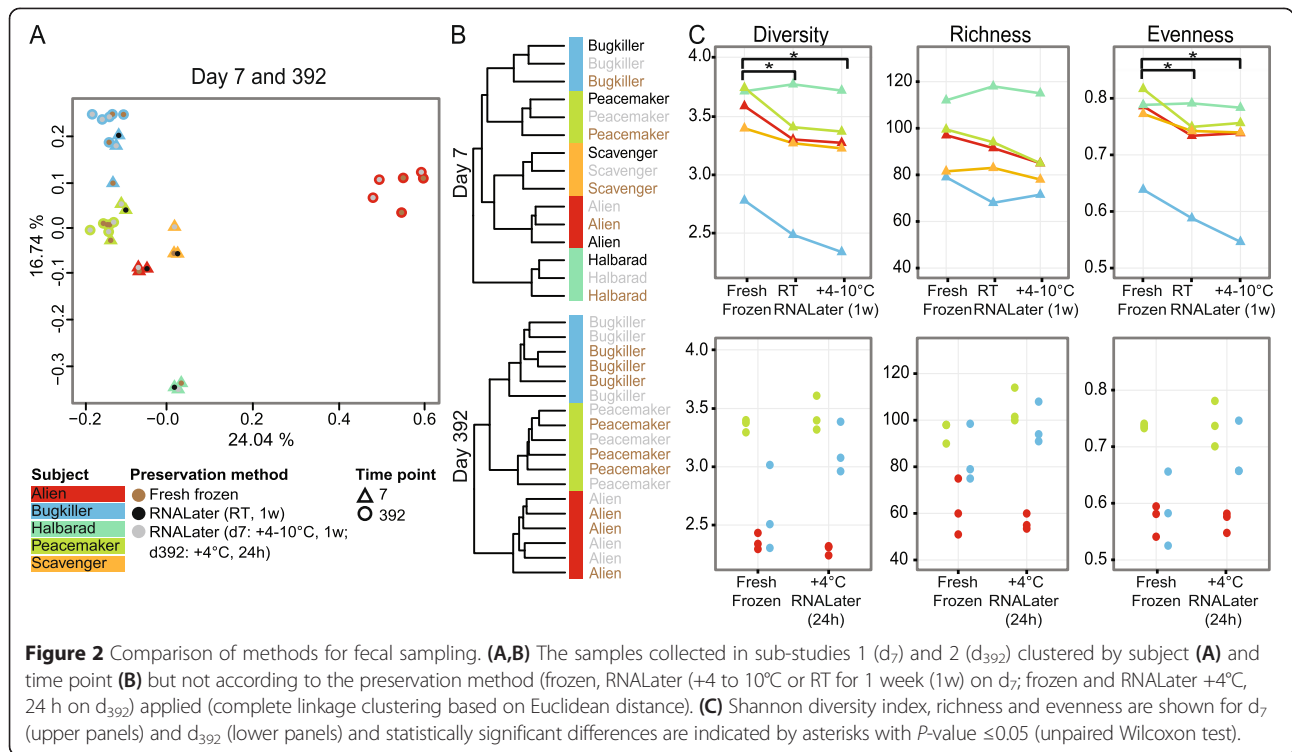 A
Day 7 and 392
0.2
0.1
0.0
−0.1
−0.2
−0.3
16.74 %
−0.2
−0.0
0.2
0.4
0.6
24.04 %
Subject
Alien
Bugkiller
Halbarad
Peacemaker
Scavenger
Preservation method
Fresh frozen
RNALater (RT, 1w)
RNALater (d7: +4-10°C, 1w;
d392: +4°C, 24h)
Time point
7
392
B
Day 7
Bugkiller
Bugkiller
Bugkiller
Peacemaker
Peacemaker
Peacemaker
Scavenger
Scavenger
Scavenger
Alien
Alien
Alien
Halbarad
Halbarad
Halbarad
Day 392
Bugkiller
Bugkiller
Bugkiller
Bugkiller
Bugkiller
Bugkiller
Peacemaker
Peacemaker
Peacemaker
Peacemaker
Peacemaker
Peacemaker
Alien
Alien
Alien
Alien
Alien
Alien
C
Diversity
4.0
3.5
3.0
2.5
*
*
Fresh RT +4-10°C
Frozen RNALater (1w)
Richness
120
100
80
60
40
Fresh RT +4-10°C
Frozen RNALater (1w)
Evenness
0.8
0.7
0.6
0.5
*
*
Fresh RT +4-10°C
Frozen RNALater (1w)
4.0
3.5
3.0
2.5
Fresh +4°C
Frozen RNALater
(24h)
120
100
80
60
40
Fresh +4°C
Frozen RNALater
(24h)
0.8
0.7
0.6
0.5
Fresh +4°C
Frozen RNALater
(24h)
Figure 2 Comparison of methods for fecal sampling. (A,B) The samples collected in sub-studies 1 (d7) and 2 (d392) clustered by subject (A) and
time point (B) but not according to the preservation method (frozen, RNALater (+4 to 10°C or RT for 1 week (1w) on d7; frozen and RNALater +4°C,
24 h on d392) applied (complete linkage clustering based on Euclidean distance). (C) Shannon diversity index, richness and evenness are shown for d7
(upper panels) and d392 (lower panels) and statistically significant differences are indicated by asterisks with P-value ≤0.05 (unpaired Wilcoxon test).